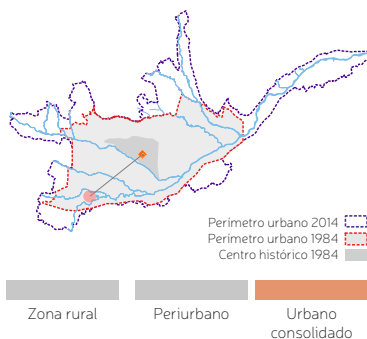 Perímetro urbano 2014
Perímetro urbano 1984
Centro histórico 1984
Zona rural
Periurbano
Urbano
consolidado